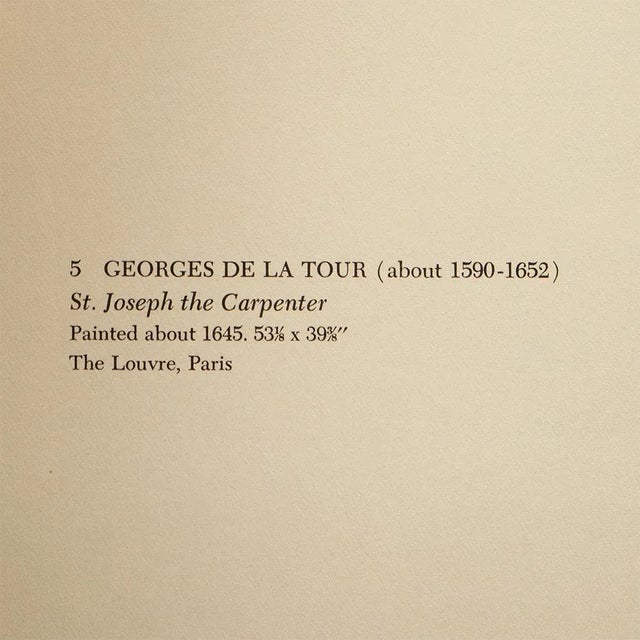 5 GEORGES DE LA TOUR (about 1590-1652)
St. Joseph the Carpenter
Painted about 1645. 53⅛ x 39⅜″
The Louvre, Paris